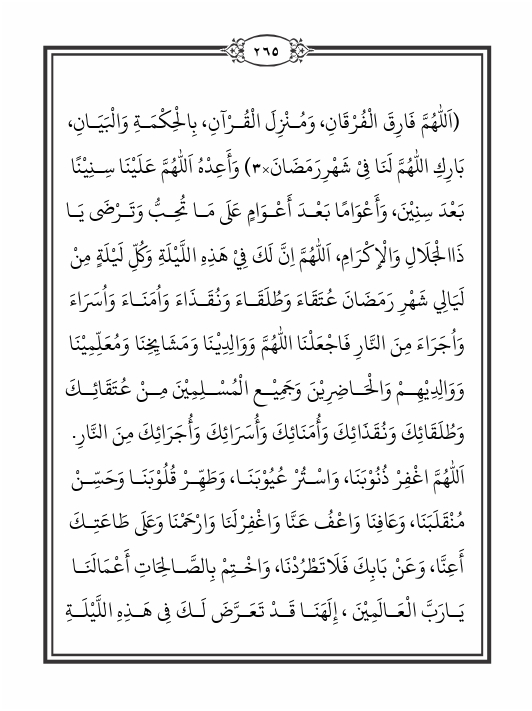 ٢٦٥
(اَللّٰهُمَّ فَارِقَ الْفُرْقَانِ، وَمُنْزِلَ الْقُرْآنِ، بِالْحِكْمَةِ وَالْبَيَانِ،
بَارِكِ اللّٰهُمَّ لَنَا فِيْ شَهْرِ رَمَضَانَ×٣) وَأَعِدْهُ اَللّٰهُمَّ عَلَيْنَا سِنِيْنًا
بَعْدَ سِنِيْنَ، وَأَعْوَامًا بَعْدَ أَعْوَامٍ عَلَى مَا تُحِبُّ وَتَرْضَى يَا
ذَا الْجَلَالِ وَالْإِكْرَامِ، اَللّٰهُمَّ اِنَّ لَكَ فِيْ هَذِهِ اللَّيْلَةِ وَكُلِّ لَيْلَةٍ مِنْ
لَيَالِي شَهْرِ رَمَضَانَ عُتَقَاءَ وَطُلَقَاءَ وَنُقَذَاءَ وَاُمَنَاءَ وَاُسَرَاءَ
وَاُجَرَاءَ مِنَ النَّارِ فَاجْعَلْنَا اللّٰهُمَّ وَوَالِدِيْنَا وَمَشَايِخِنَا وَمُعَلِّمِيْنَا
وَوَالِدِيْهِمْ وَالْحَاضِرِيْنَ وَجَمِيْعِ الْمُسْلِمِيْنَ مِنْ عُتَقَائِكَ
وَطُلَقَائِكَ وَنُقَذَائِكَ وَأُمَنَائِكَ وَأُسَرَائِكَ وَأُجَرَائِكَ مِنَ النَّارِ.
اَللّٰهُمَّ اغْفِرْ ذُنُوْبَنَا، وَاسْتُرْ عُيُوْبَنَا، وَطَهِّرْ قُلُوْبَنَا وَحَسِّنْ
مُنْقَلَبَنَا، وَعَافِنَا وَاعْفُ عَنَّا وَاغْفِرْ لَنَا وَارْحَمْنَا وَعَلَى طَاعَتِكَ
أَعِنَّا، وَعَنْ بَابِكَ فَلَا تَطْرُدْنَا، وَاخْتِمْ بِالصَّالِحَاتِ أَعْمَالَنَا
يَارَبَّ الْعَالَمِيْنَ ، إِلَهَنَا قَدْ تَعَرَّضَ لَكَ فِى هَذِهِ اللَّيْلَةِ